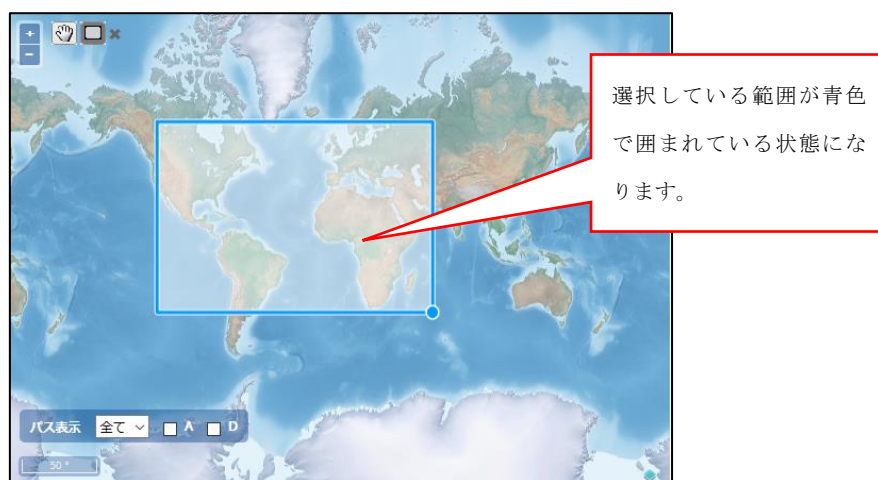 +
-
選択している範囲が青色
で囲まれている状態にな
ります。
パス表示 全て A D
50 °